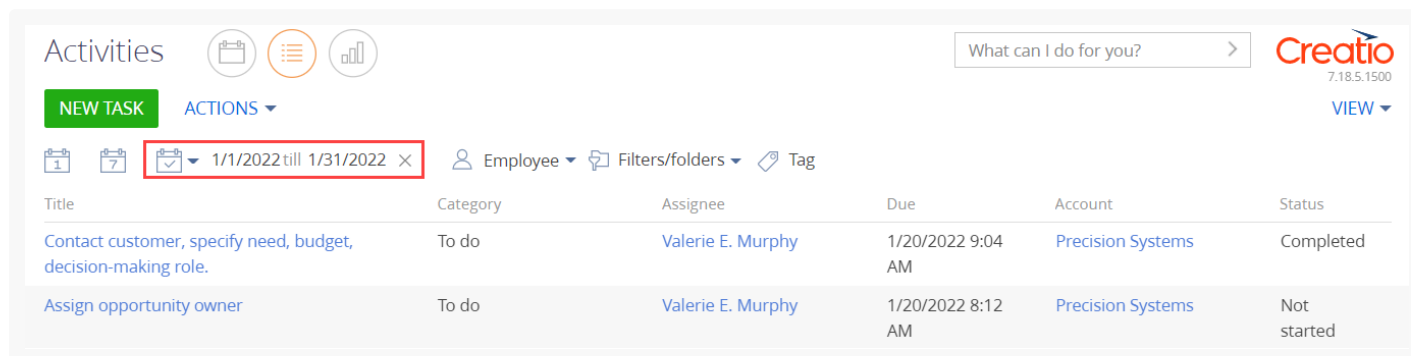 Activities
What can I do for you?
Creatio
7.18.5.1500
NEW TASK ACTIONS VIEW
1 7 1/1/2022 till 1/31/2022 Employee Filters/folders Tag
Title Category Assignee Due Account Status
Contact customer, specify need, budget, To do Valerie E. Murphy 1/20/2022 9:04 Precision Systems Completed
decision-making role. AM
Assign opportunity owner To do Valerie E. Murphy 1/20/2022 8:12 Precision Systems Not
AM started